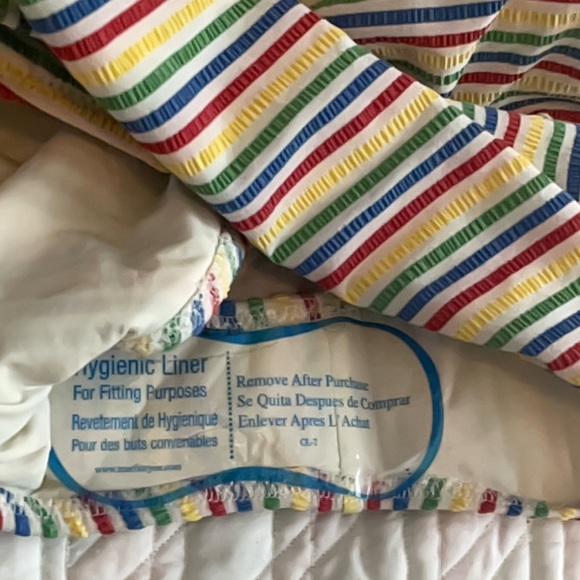 Hygienic Liner
For Fitting Purposes
Revetement de Hygienique
Pour des buts convenables
Remove After Purchase
Se Quita Despues de Comprar
Enlever Apres L'Achat
CL-7